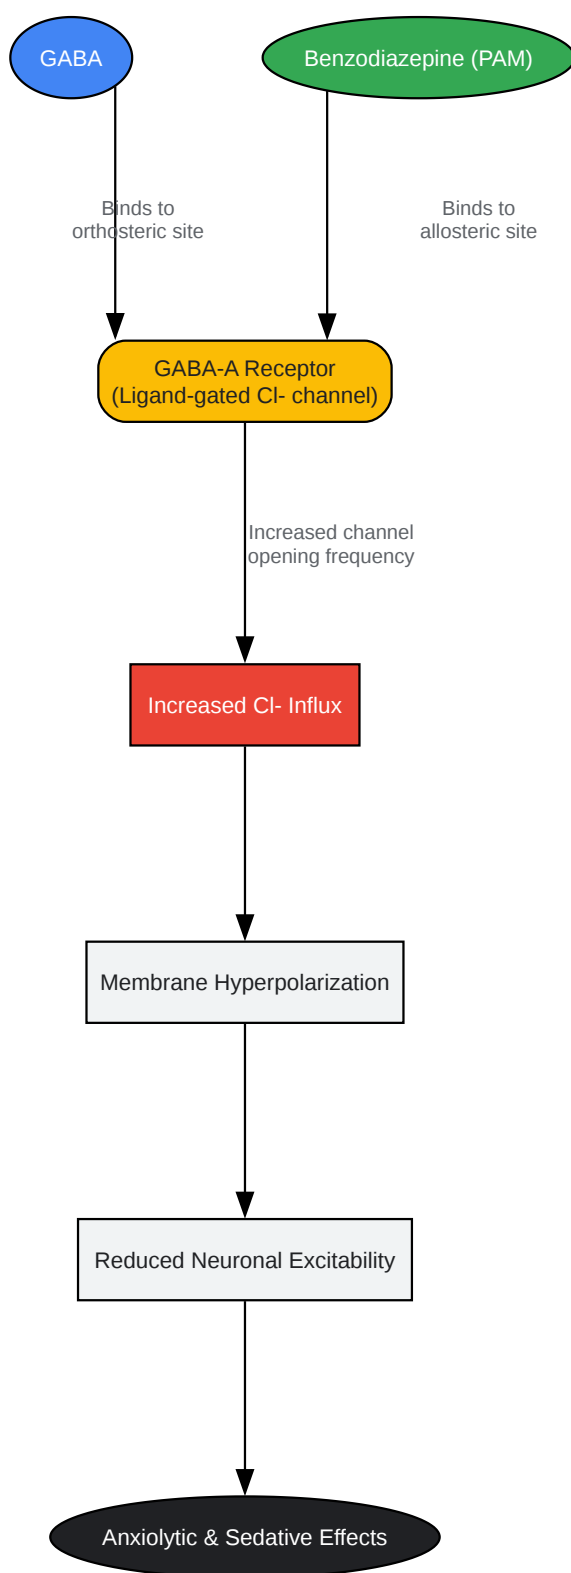 GABA
Benzodiazepine (PAM)
Binds to
orthosteric site
Binds to
allosteric site
GABA-A Receptor
(Ligand-gated Cl- channel)
Increased channel
opening frequency
Increased Cl- Influx
Membrane Hyperpolarization
Reduced Neuronal Excitability
Anxiolytic & Sedative Effects